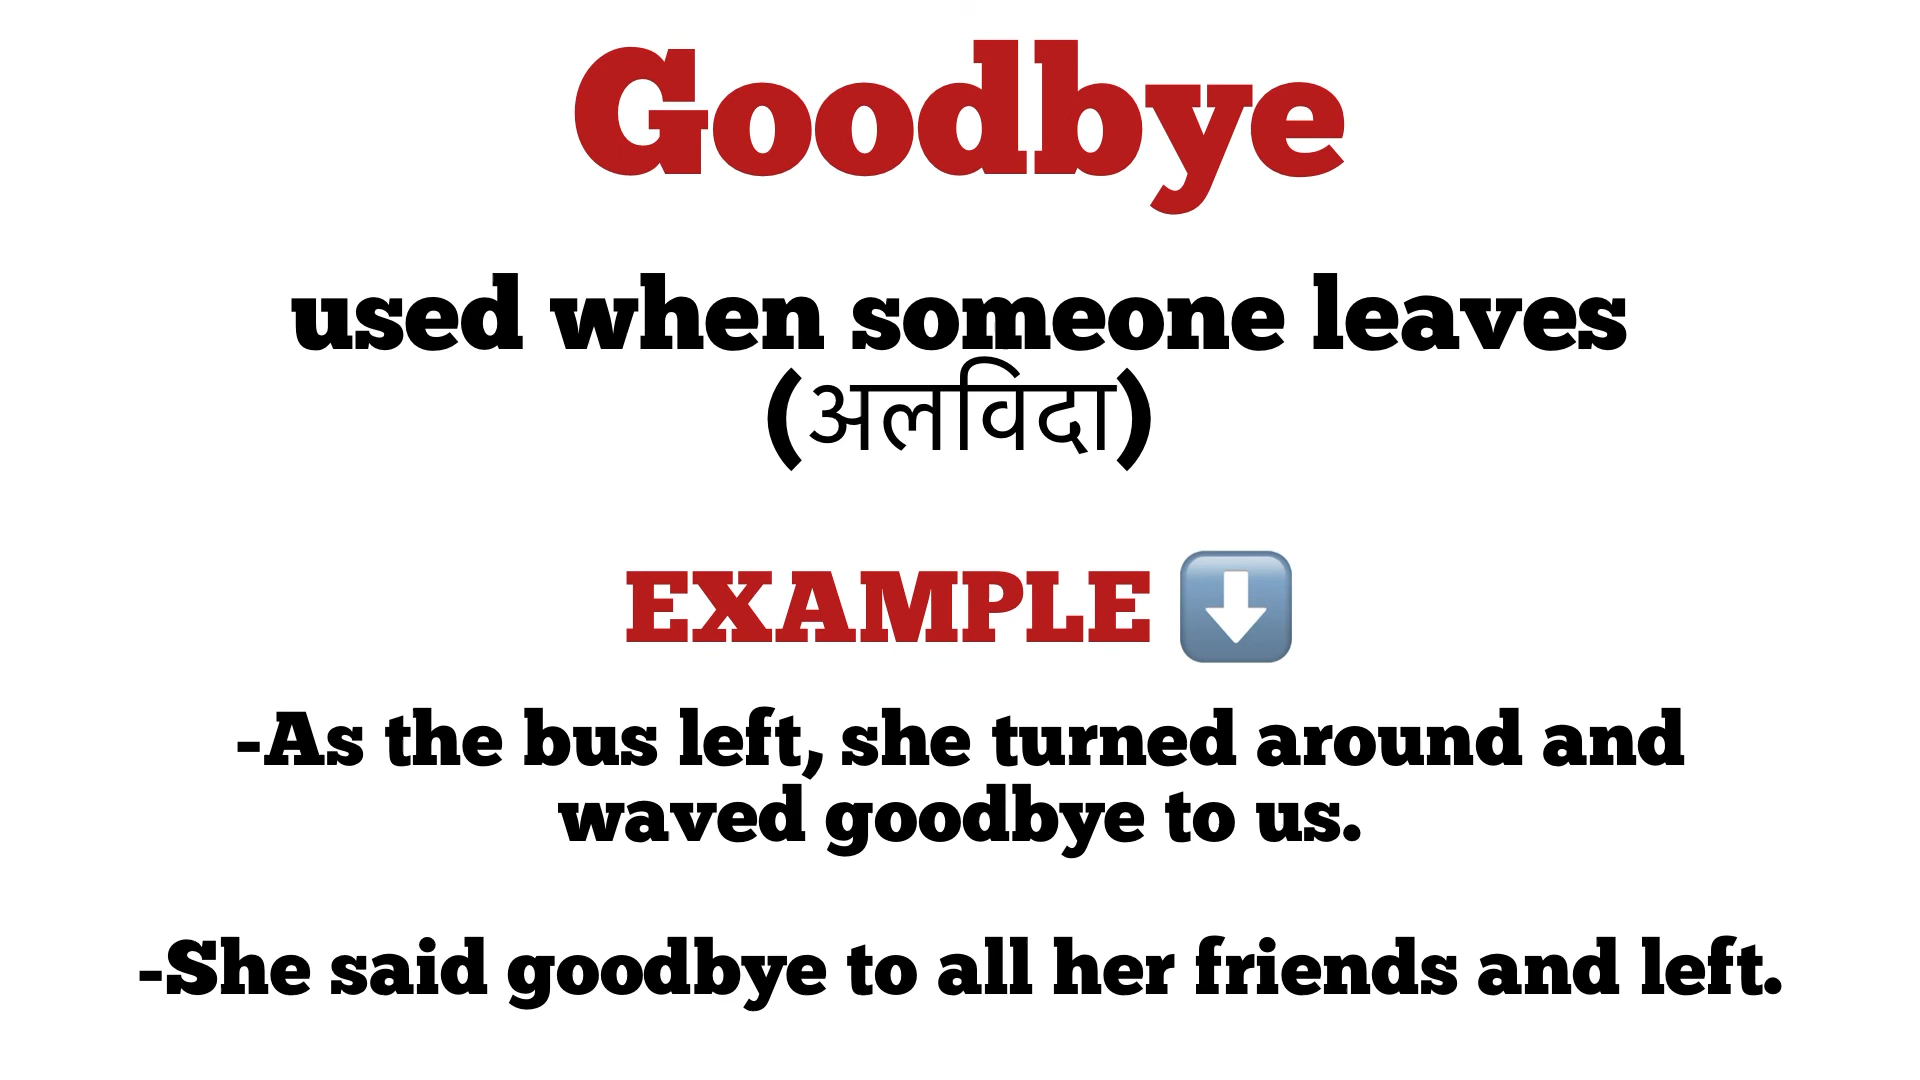 Goodbye
used when someone leaves
(अलविदा)
EXAMPLE ⬇️
-As the bus left, she turned around and
waved goodbye to us.
-She said goodbye to all her friends and left.